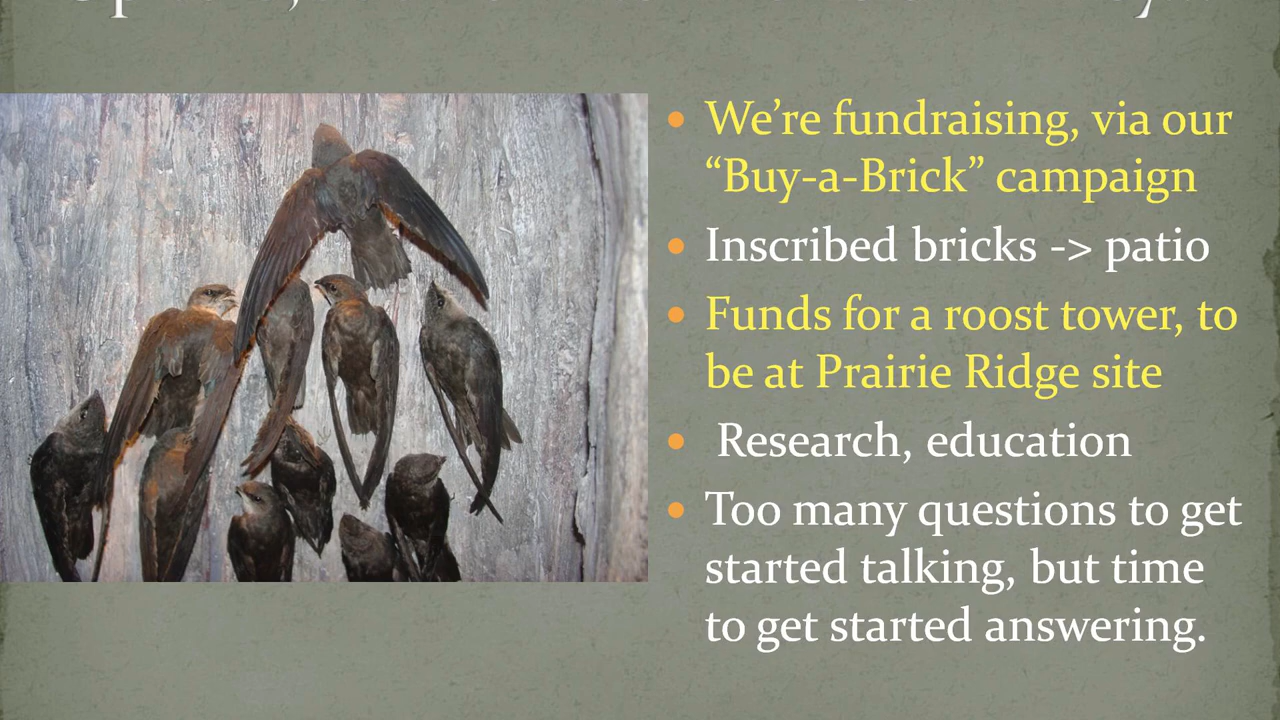 • We’re fundraising, via our
“Buy-a-Brick” campaign
• Inscribed bricks -> patio
• Funds for a roost tower, to
be at Prairie Ridge site
• Research, education
• Too many questions to get
started talking, but time
to get started answering.